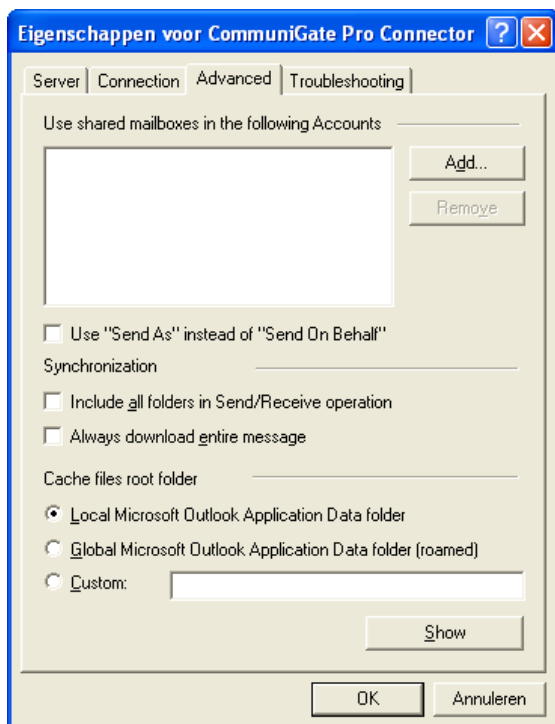 Eigenschappen voor CommuniGate Pro Connector
Server Connection Advanced Troubleshooting
Use shared mailboxes in the following Accounts
Add...
Remove
Use "Send As" instead of "Send On Behalf"
Synchronization
Include all folders in Send/Receive operation
Always download entire message
Cache files root folder
Local Microsoft Outlook Application Data folder
Global Microsoft Outlook Application Data folder (roamed)
Custom:
Show
OK Annuleren